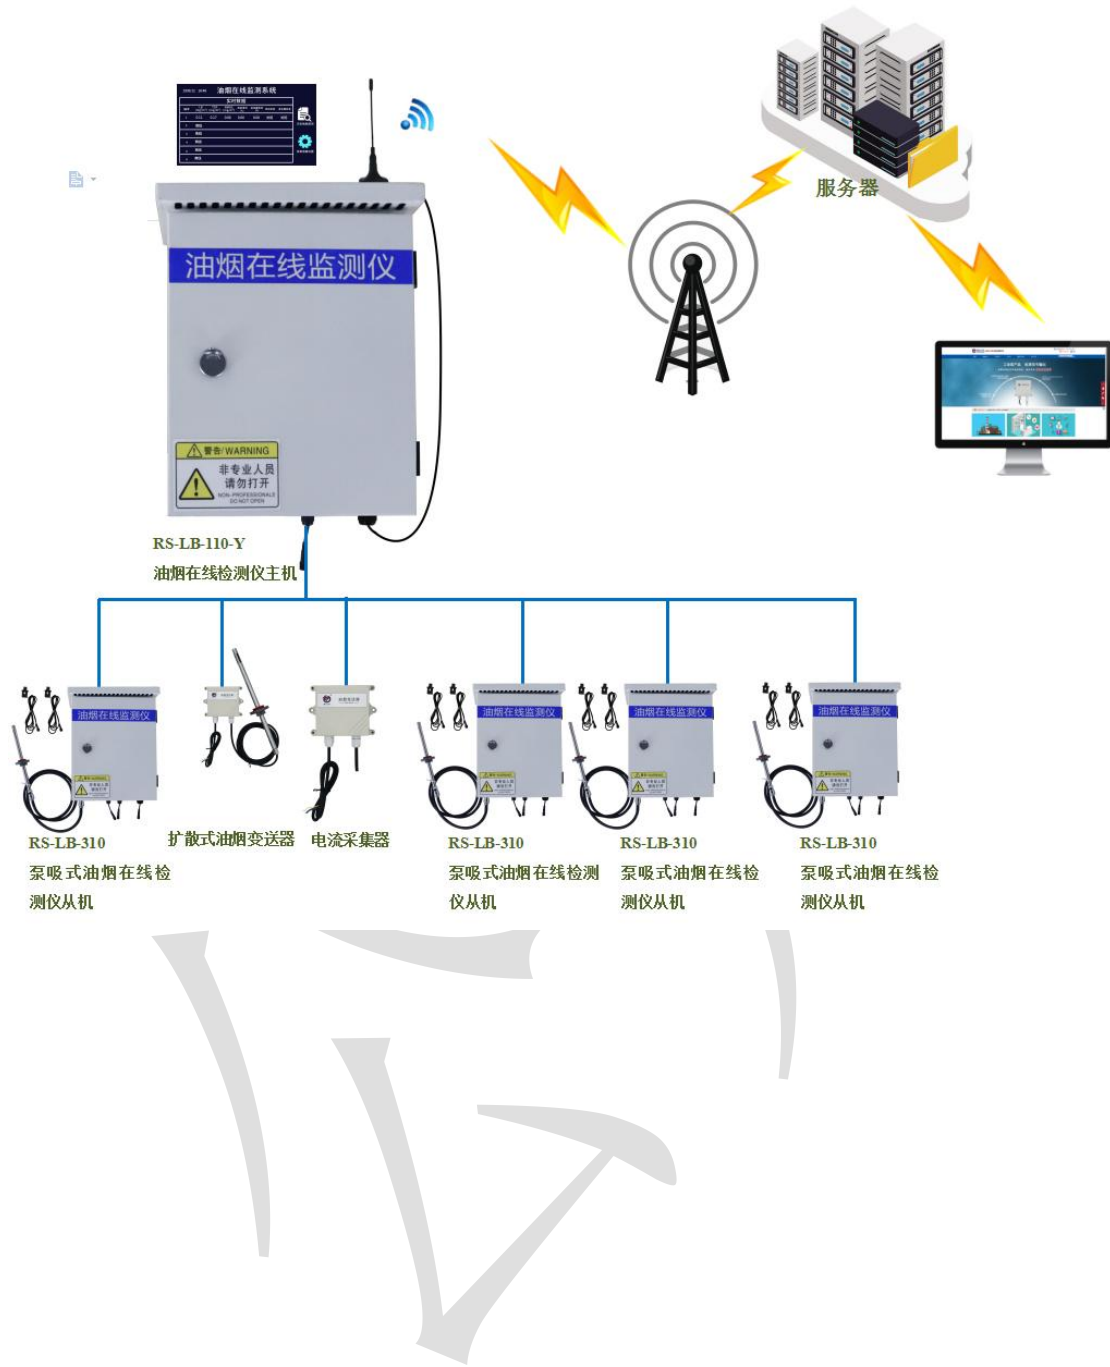 油烟在线监测系统
实时数据
油烟在线监测仪
警告/WARNING
非专业人员
请勿打开
NON-PROFESSIONALS
DO NOT OPEN
服务器
RS-LB-110-Y
油烟在线检测仪主机
油烟在线监测仪
油烟在线监测仪
油烟在线监测仪
油烟在线监测仪
RS-LB-310
泵吸式油烟在线检
测仪从机
扩散式油烟变送器
电流采集器
RS-LB-310
泵吸式油烟在线检测
仪从机
RS-LB-310
泵吸式油烟在线检
测仪从机
RS-LB-310
泵吸式油烟在线检
测仪从机